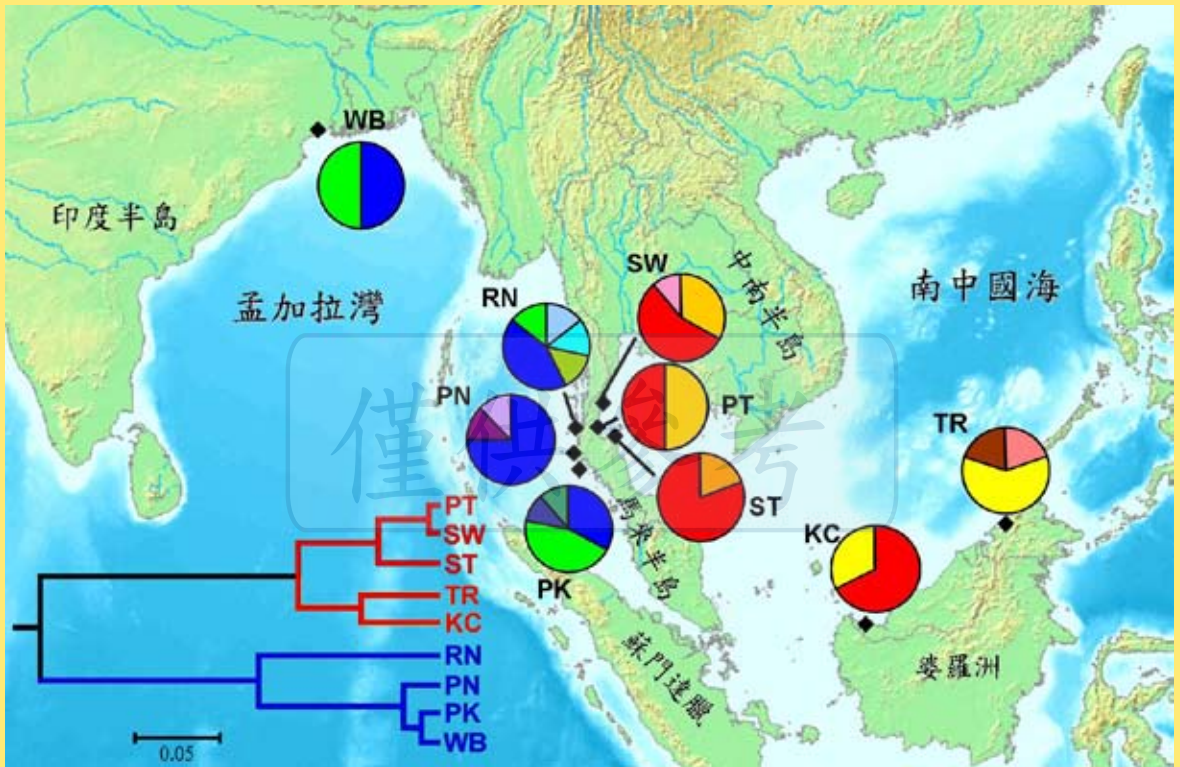 WB
印度半島
孟加拉灣
SW
中南半島
南中國海
RN
PN
PT
TR
ST
KC
PK
馬來半島
蘇門達臘
婆羅洲
僅供參考
PT
SW
ST
TR
KC
RN
PN
PK
WB
0.05